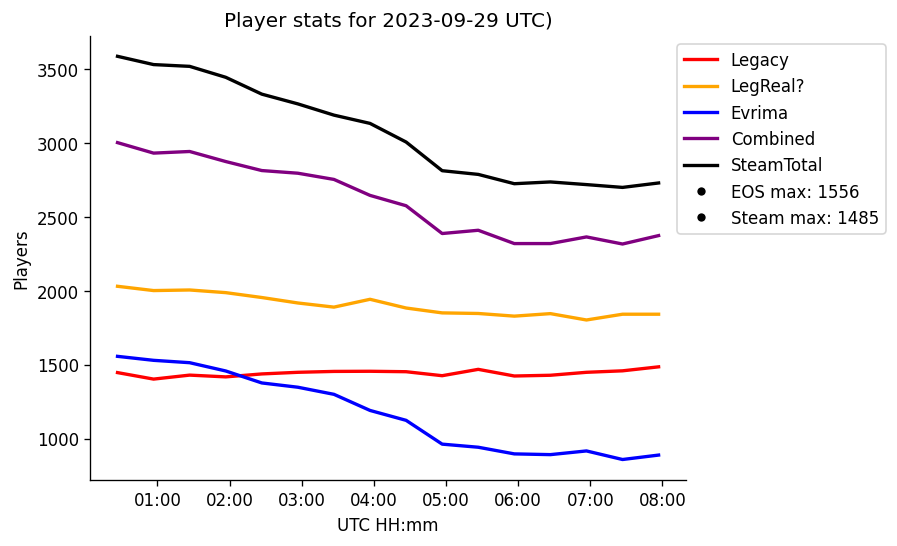 Player stats for 2023-09-29 UTC)
Players
3500
3000
2500
2000
1500
1000
01:00 02:00 03:00 04:00 05:00 06:00 07:00 08:00
UTC HH:mm
Legacy
LegReal?
Evrima
Combined
SteamTotal
EOS max: 1556
Steam max: 1485